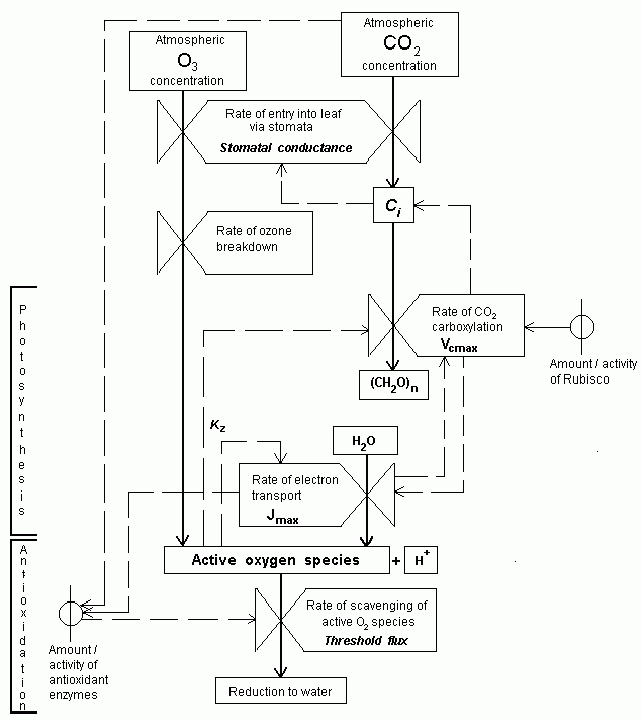 Atmospheric
O3
concentration
Atmospheric
CO2
concentration
Rate of entry into leaf
via stomata
Stomatal conductance
Ci
Rate of ozone
breakdown
Photosynthesis
Rate of CO2
carboxylation
Vcmax
Amount / activity
of Rubisco
(CH2O)n
Kz
H2O
Rate of electron
transport
Jmax
Active oxygen species + H+
Antioxidation
Rate of scavenging of
active O2 species
Threshold flux
Amount /
activity of
antioxidant
enzymes
Reduction to water